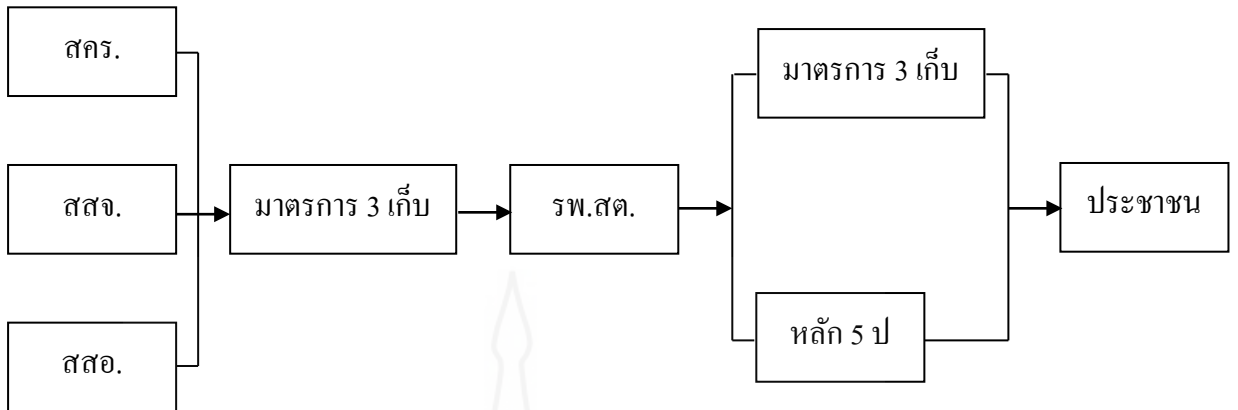 สคร.
สสจ.
สสอ.
มาตรการ 3 เก็บ
รพ.สต.
มาตรการ 3 เก็บ
หลัก 5 ป
ประชาชน